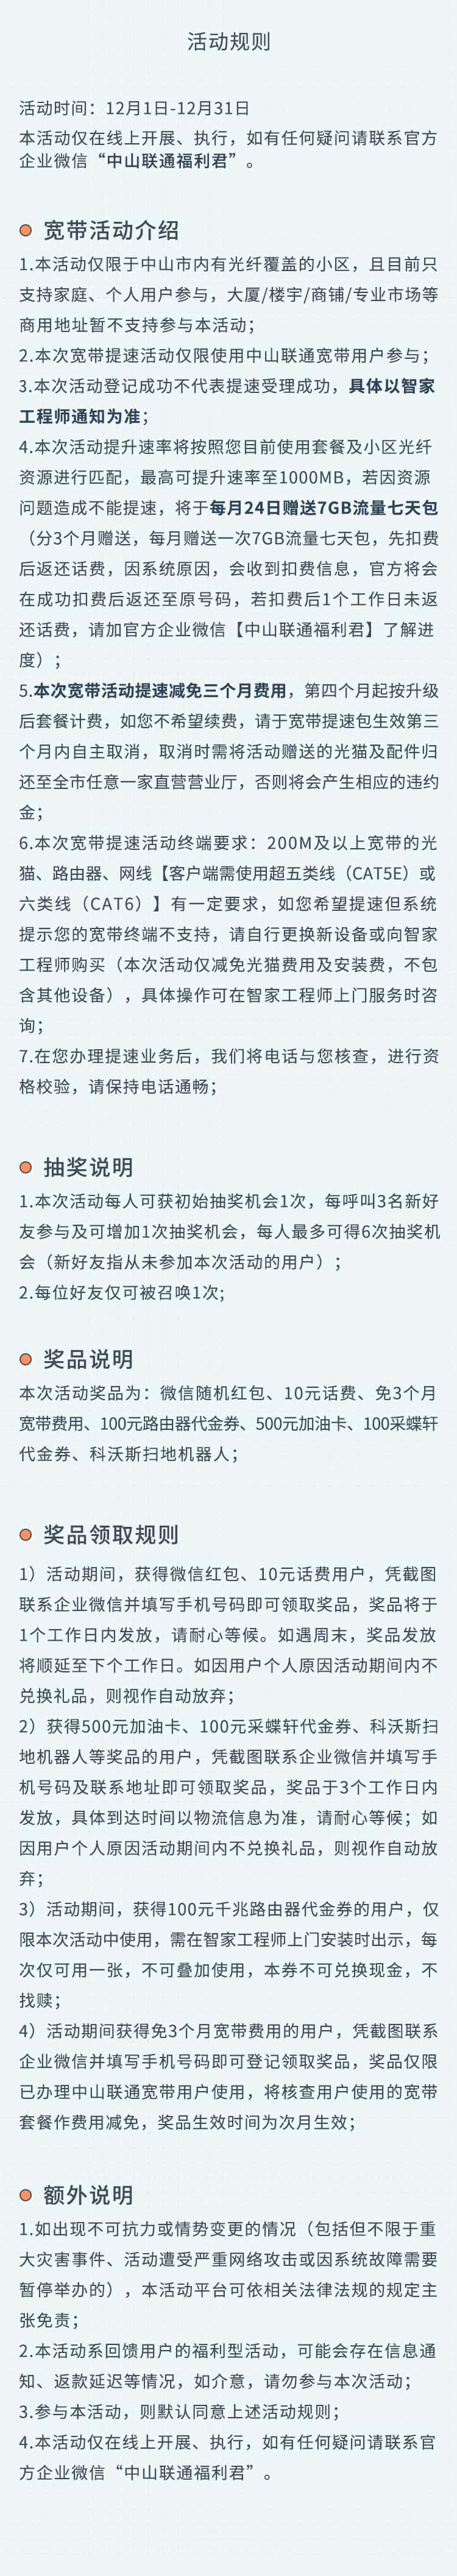 活动规则
活动时间：12月1日-12月31日
本活动仅在线上开展、执行，如有任何疑问请联系官方
企业微信“中山联通福利君”。
宽带活动介绍
1.本活动仅限于中山市内有光纤覆盖的小区，且目前只
支持家庭、个人用户参与，大厦/楼宇/商铺/专业市场等
商用地址暂不支持参与本活动；
2.本次宽带提速活动仅限使用中山联通宽带用户参与；
3.本次活动登记成功不代表提速受理成功，具体以智家
工程师通知为准；
4.本次活动提升速率将按照您目前使用套餐及小区光纤
资源进行匹配，最高可提升速率至1000MB，若因资源
问题造成不能提速，将于每月24日赠送7GB流量七天包
（分3个月赠送，每月赠送一次7GB流量七天包，先扣费
后返还话费，因系统原因，会收到扣费信息，官方将会
在成功扣费后返还至原号码，若扣费后1个工作日未返
还话费，请加官方企业微信【中山联通福利君】了解进
度）；
5.本次宽带活动提速减免三个月费用，第四个月起按升级
后套餐计费，如您不希望续费，请于宽带提速包生效第三
个月内自主取消，取消时需将活动赠送的光猫及配件归
还至全市任意一家直营营业厅，否则将会产生相应的违约
金；
6.本次宽带提速活动终端要求：200M及以上宽带的光
猫、路由器、网线【客户端需使用超五类线（CAT5E）或
六类线（CAT6）】有一定要求，如您希望提速但系统
提示您的宽带终端不支持，请自行更换新设备或向智家
工程师购买（本次活动仅减免光猫费用及安装费，不包
含其他设备），具体操作可在智家工程师上门服务时咨
询；
7.在您办理提速业务后，我们将电话与您核查，进行资
格校验，请保持电话通畅；
抽奖说明
1.本次活动每人可获初始抽奖机会1次，每呼叫3名新好
友参与及可增加1次抽奖机会，每人最多可得6次抽奖机
会（新好友指从未参加本次活动的用户）；
2.每位好友仅可被召唤1次;
奖品说明
本次活动奖品为：微信随机红包、10元话费、免3个月
宽带费用、100元路由器代金券、500元加油卡、100采蝶轩
代金券、科沃斯扫地机器人；
奖品领取规则
1）活动期间，获得微信红包、10元话费用户，凭截图
联系企业微信并填写手机号码即可领取奖品，奖品将于
1个工作日内发放，请耐心等候。如遇周末，奖品发放
将顺延至下个工作日。如因用户个人原因活动期间内不
兑换礼品，则视作自动放弃；
2）获得500元加油卡、100元采蝶轩代金券、科沃斯扫
地机器人等奖品的用户，凭截图联系企业微信并填写手
机号码及联系地址即可领取奖品，奖品于3个工作日内
发放，具体到达时间以物流信息为准，请耐心等候；如
因用户个人原因活动期间内不兑换礼品，则视作自动放
弃；
3）活动期间，获得100元千兆路由器代金券的用户，仅
限本次活动中使用，需在智家工程师上门安装时出示，每
次仅可用一张，不可叠加使用，本券不可兑换现金，不
找赎；
4）活动期间获得免3个月宽带费用的用户，凭截图联系
企业微信并填写手机号码即可登记领取奖品，奖品仅限
已办理中山联通宽带用户使用，将核查用户使用的宽带
套餐作费用减免，奖品生效时间为次月生效；
额外说明
1.如出现不可抗力或情势变更的情况（包括但不限于重
大灾害事件、活动遭受严重网络攻击或因系统故障需要
暂停举办的），本活动平台可依相关法律法规的规定主
张免责；
2.本活动系回馈用户的福利型活动，可能会存在信息通
知、返款延迟等情况，如介意，请勿参与本次活动；
3.参与本活动，则默认同意上述活动规则；
4.本活动仅在线上开展、执行，如有任何疑问请联系官
方企业微信“中山联通福利君”。